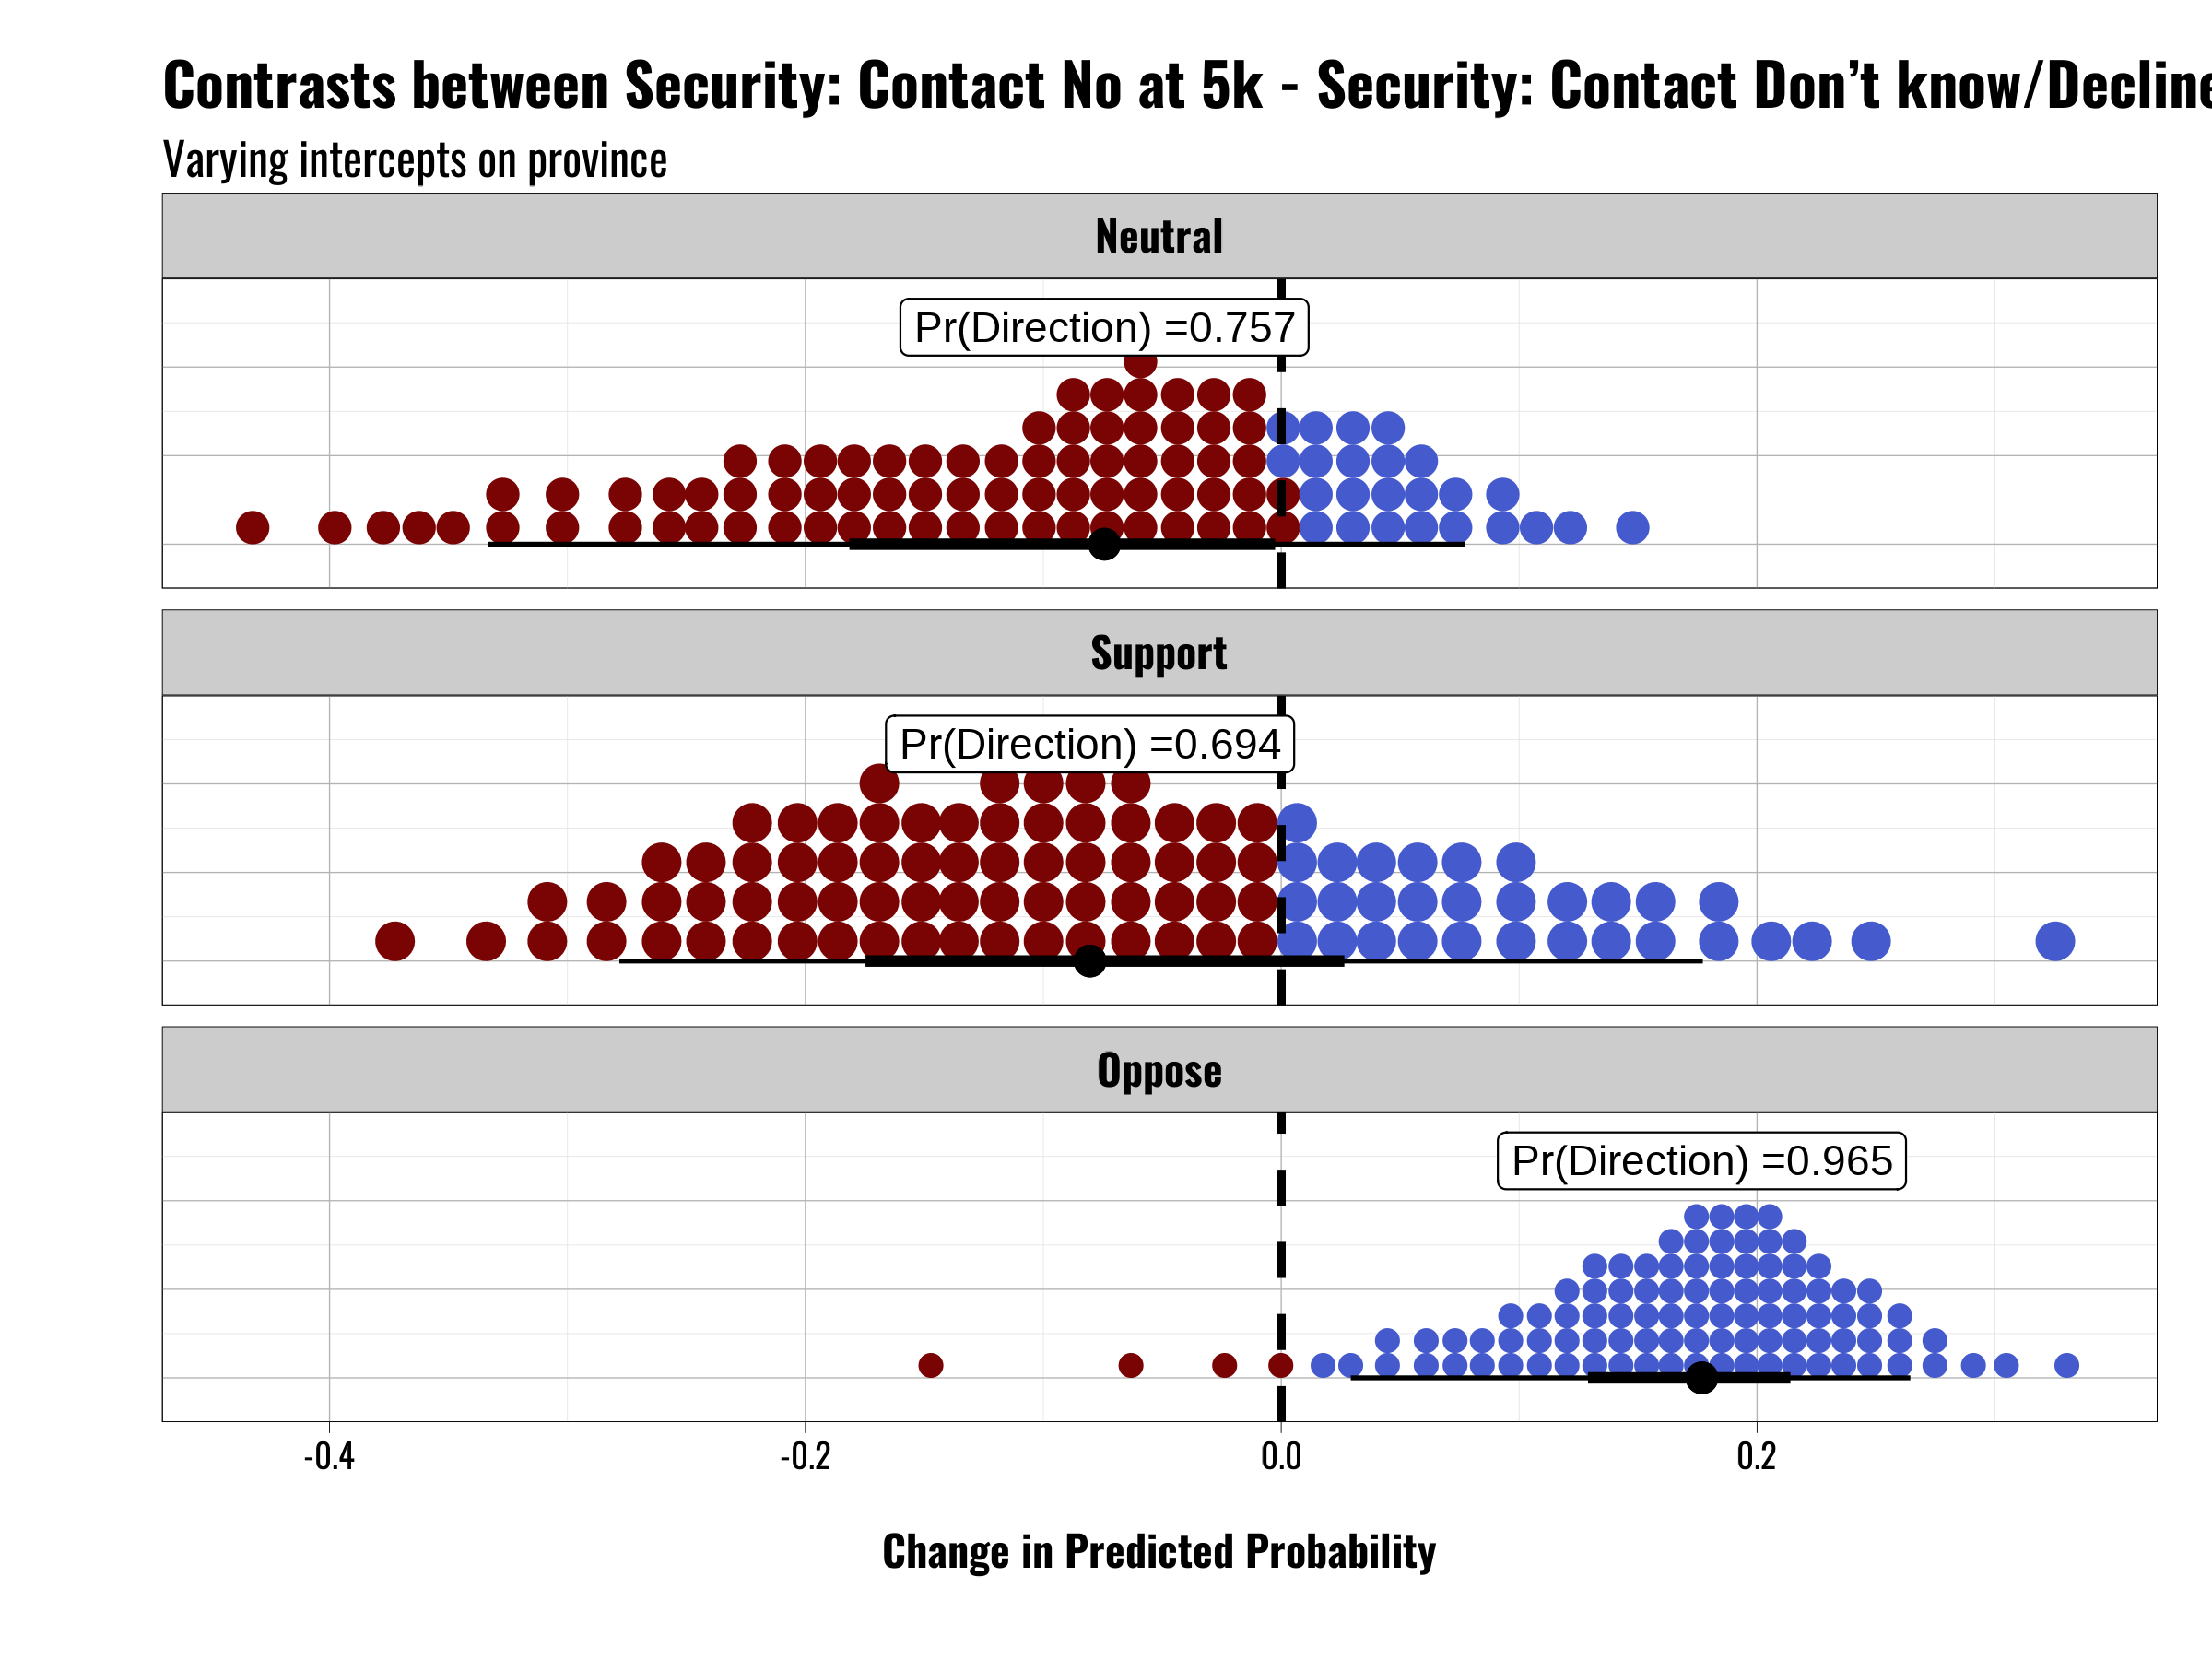 Contrasts between Security: Contact No at 5k - Security: Contact Don’t know/Decline
Varying intercepts on province
Neutral
Pr(Direction) =0.757
Support
Pr(Direction) =0.694
Oppose
Pr(Direction) =0.965
-0.4 -0.2 0.0 0.2
Change in Predicted Probability